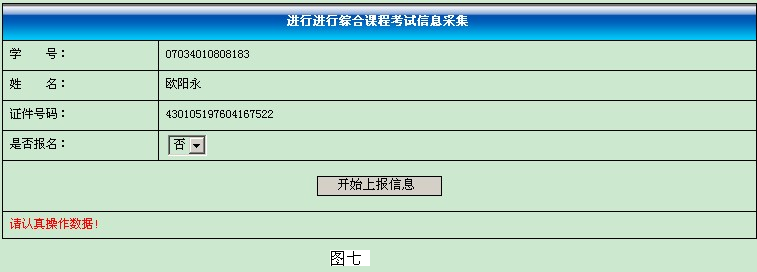 进行进行综合课程考试信息采集
学　　号： 07034010808183
姓　　名： 欧阳永
证件号码： 430105197604167522
是否报名： 否
开始上报信息
请认真操作数据!
图七